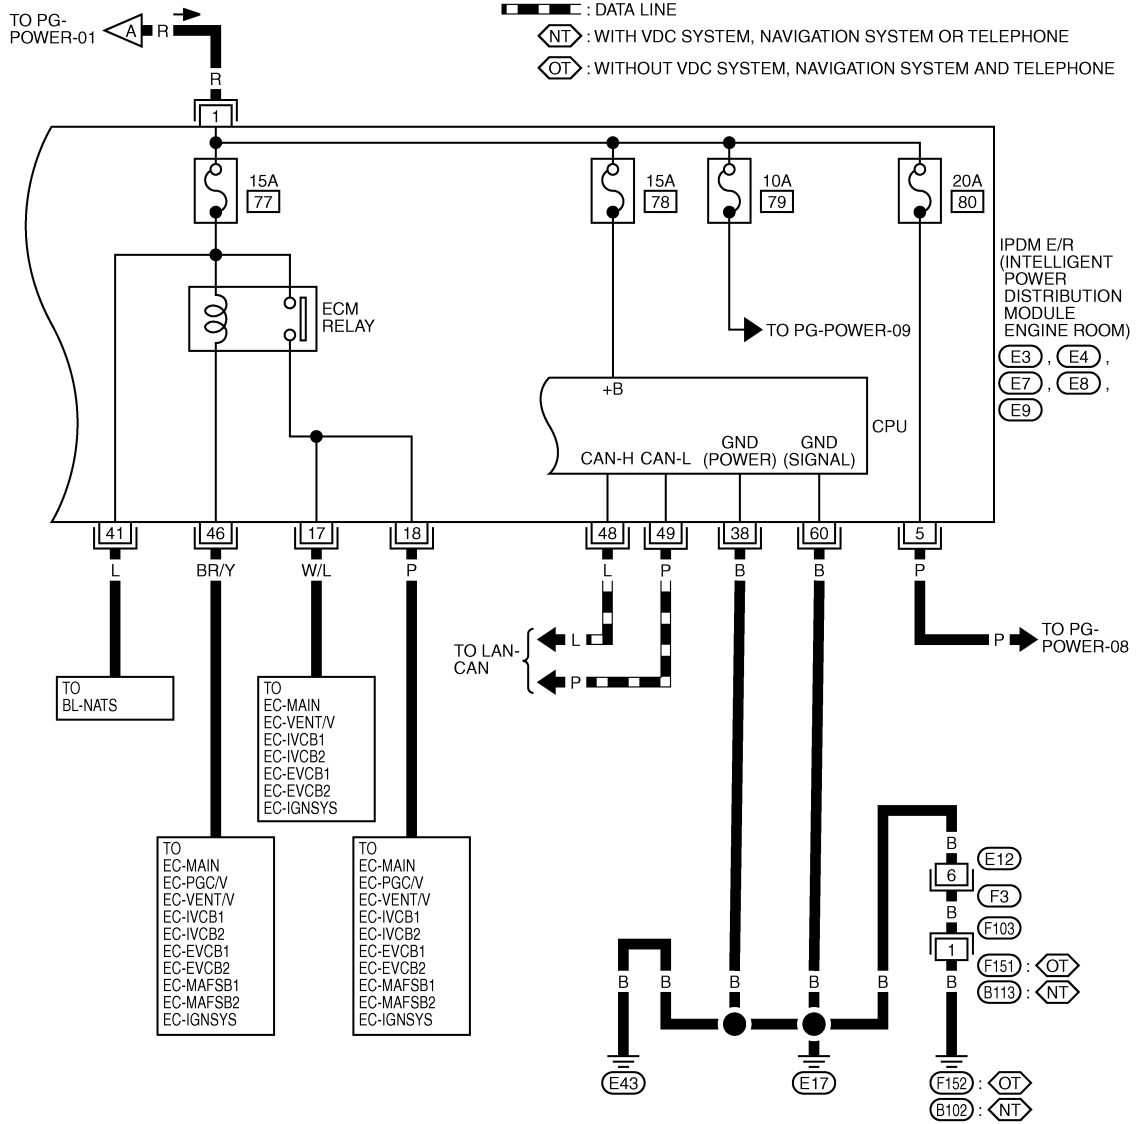 TO PG-
POWER-01
A
R
: DATA LINE
NT : WITH VDC SYSTEM, NAVIGATION SYSTEM OR TELEPHONE
OT : WITHOUT VDC SYSTEM, NAVIGATION SYSTEM AND TELEPHONE
R
1
15A
77
15A
78
10A
79
20A
80
IPDM E/R
(INTELLIGENT
POWER
DISTRIBUTION
MODULE
ENGINE ROOM)
E3 , E4 ,
E7 , E8 ,
E9
ECM
RELAY
TO PG-POWER-09
+B
CPU
CAN-H
CAN-L
GND
(POWER)
GND
(SIGNAL)
41
46
17
18
48
49
38
60
5
L
BR/Y
W/L
P
L
P
B
B
P
TO LAN-
CAN
L
P
P
TO PG-
POWER-08
TO
BL-NATS
TO
EC-MAIN
EC-VENT/V
EC-IVCB1
EC-IVCB2
EC-EVCB1
EC-EVCB2
EC-IGNSYS
TO
EC-MAIN
EC-PGC/V
EC-VENT/V
EC-IVCB1
EC-IVCB2
EC-EVCB1
EC-EVCB2
EC-MAFSB1
EC-MAFSB2
EC-IGNSYS
TO
EC-MAIN
EC-PGC/V
EC-VENT/V
EC-IVCB1
EC-IVCB2
EC-EVCB1
EC-EVCB2
EC-MAFSB1
EC-MAFSB2
EC-IGNSYS
B
6
E12
F3
B
F103
1
F151 : OT
B113 : NT
B
B
B
B
B
B
E43
E17
F152 : OT
B102 : NT